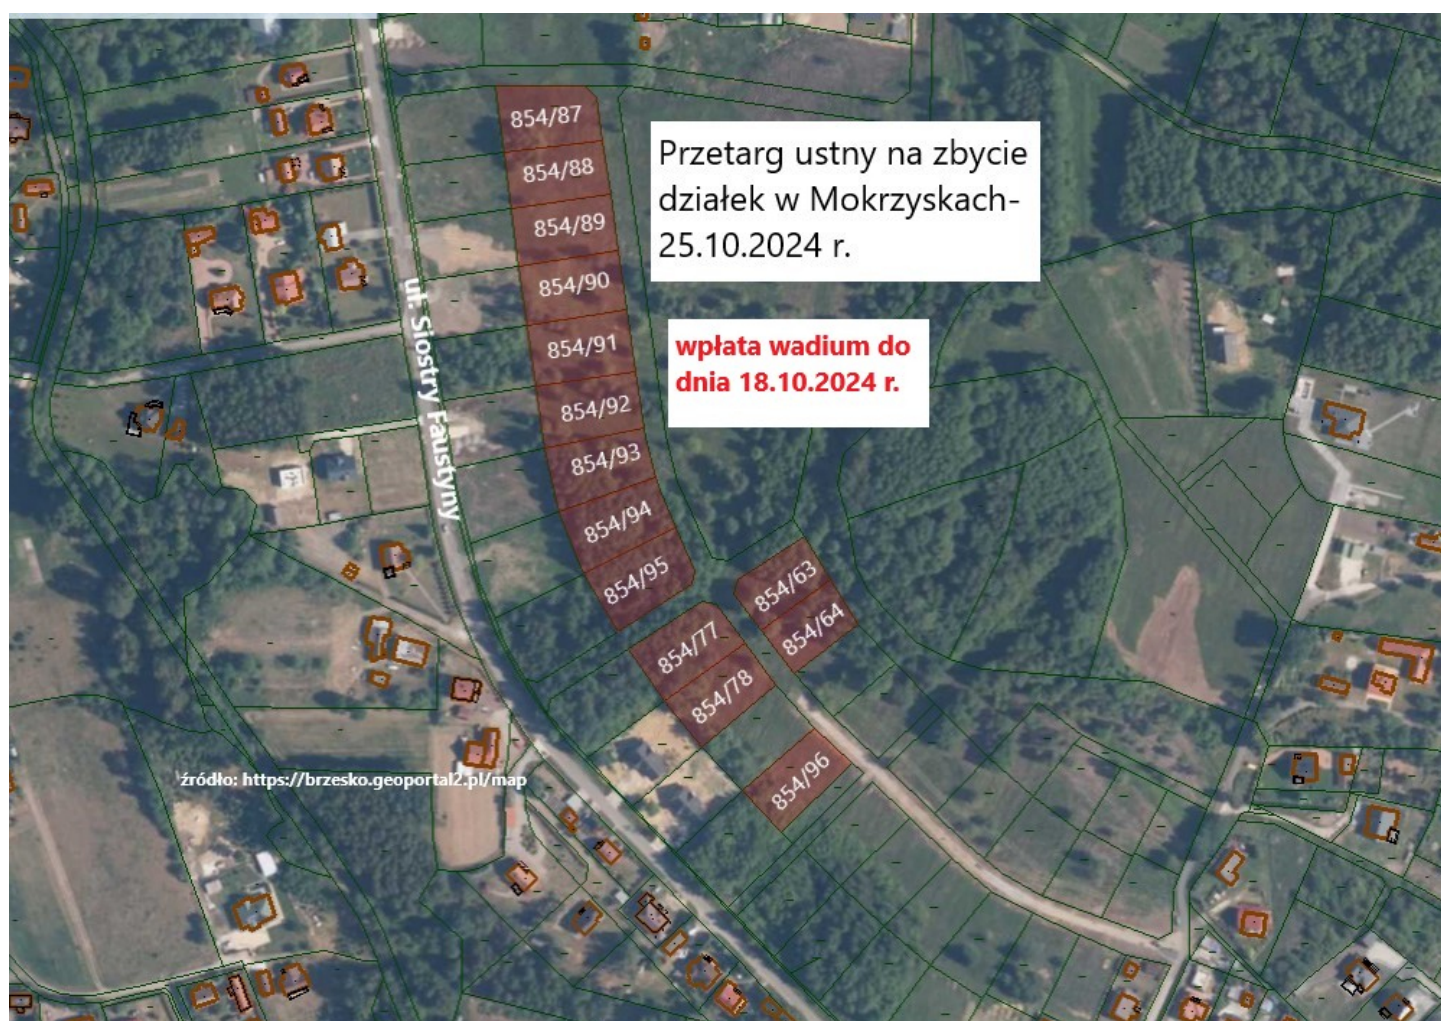 854/87
854/88
854/89
854/90
854/91
854/92
854/93
854/94
854/95
Przetarg ustny na zbycie
działek w Mokrzyskach-
25.10.2024 r.
wpłata wadium do
dnia 18.10.2024 r.
ul. Siostry Faustyny
854/63
854/64
854/77
854/78
854/96
źródło: https://brzesko.geoportal2.pl/map